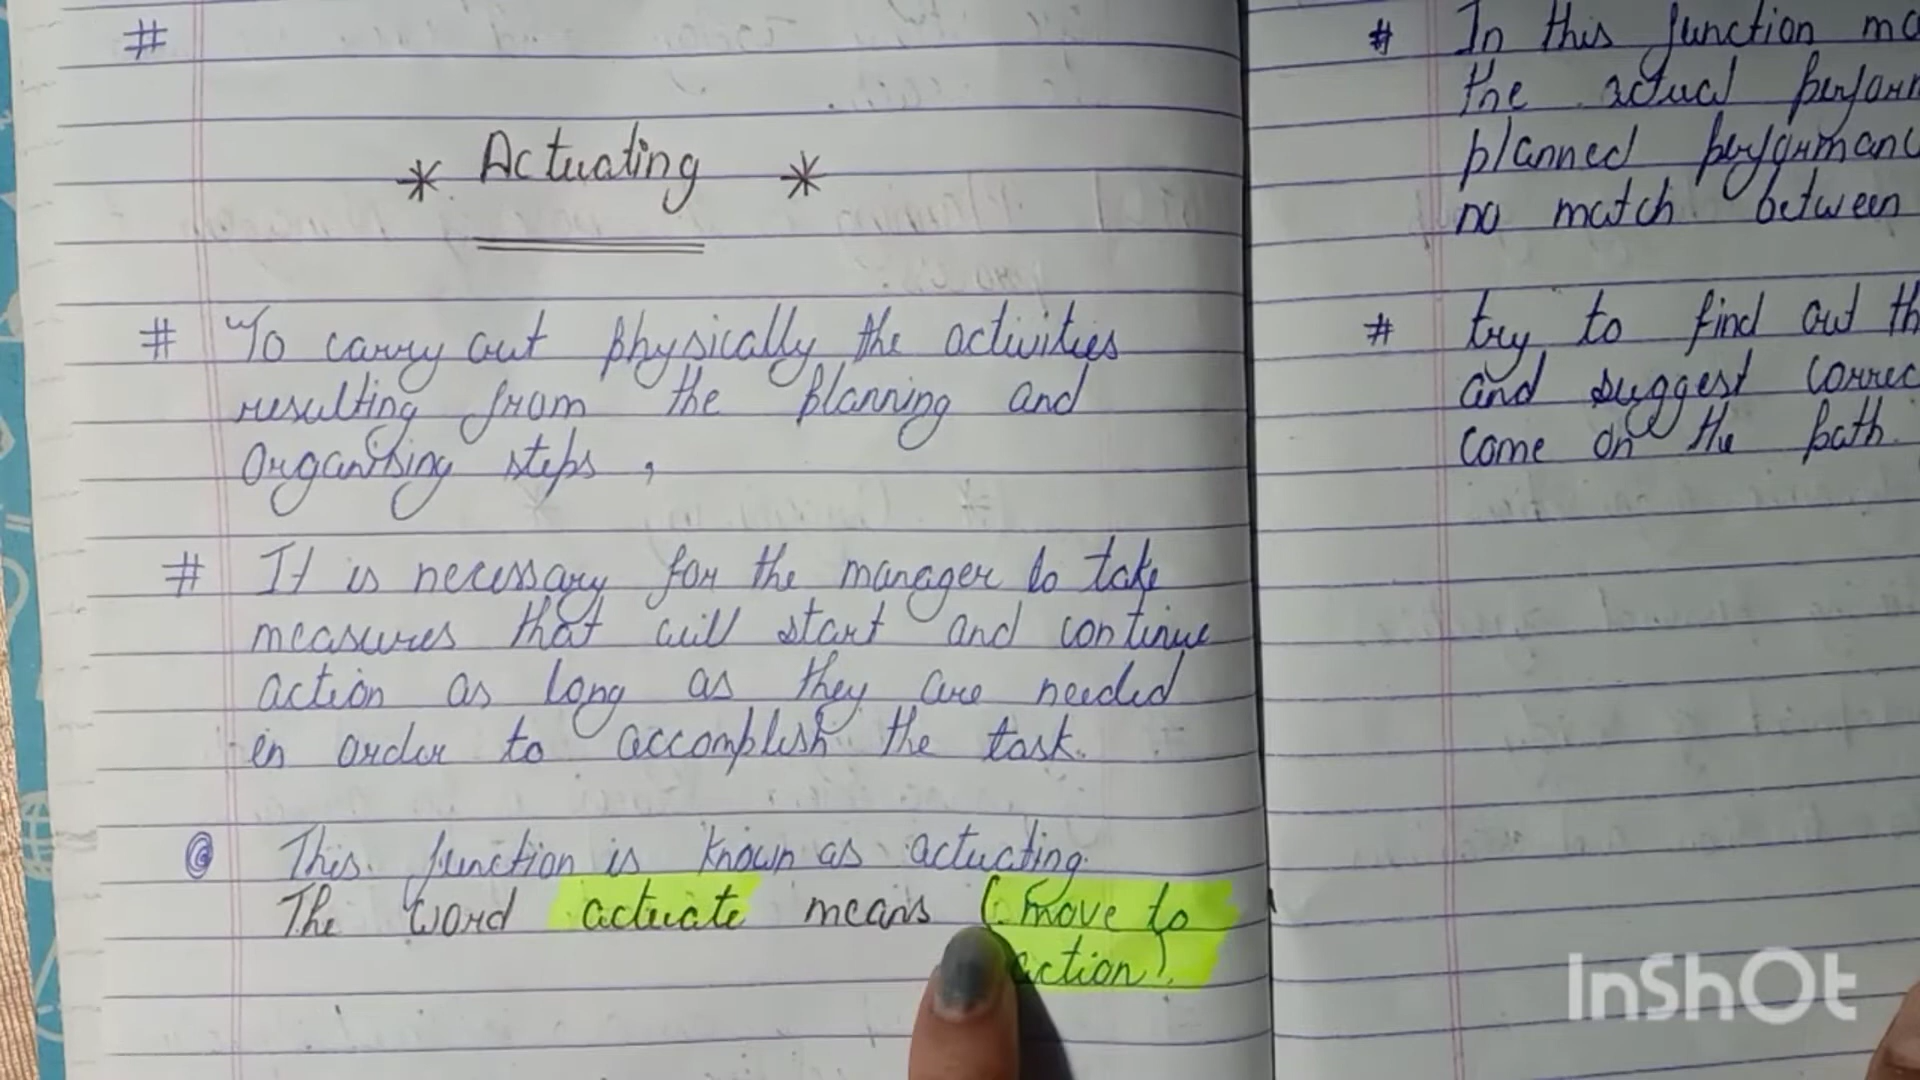 #
* Actuating *
# To carry out physically the activities
resulting from the planning and
Organising steps,
# It is necessary for the manager to take
measures that will start and continue
action as long as they are needed
in order to accomplish the task.
This function is known as actuating.
The word actuate means (move to
action).
# In this function
the actual
planned
no match between
# try to find out
and suggest
come on the path.
InShOt